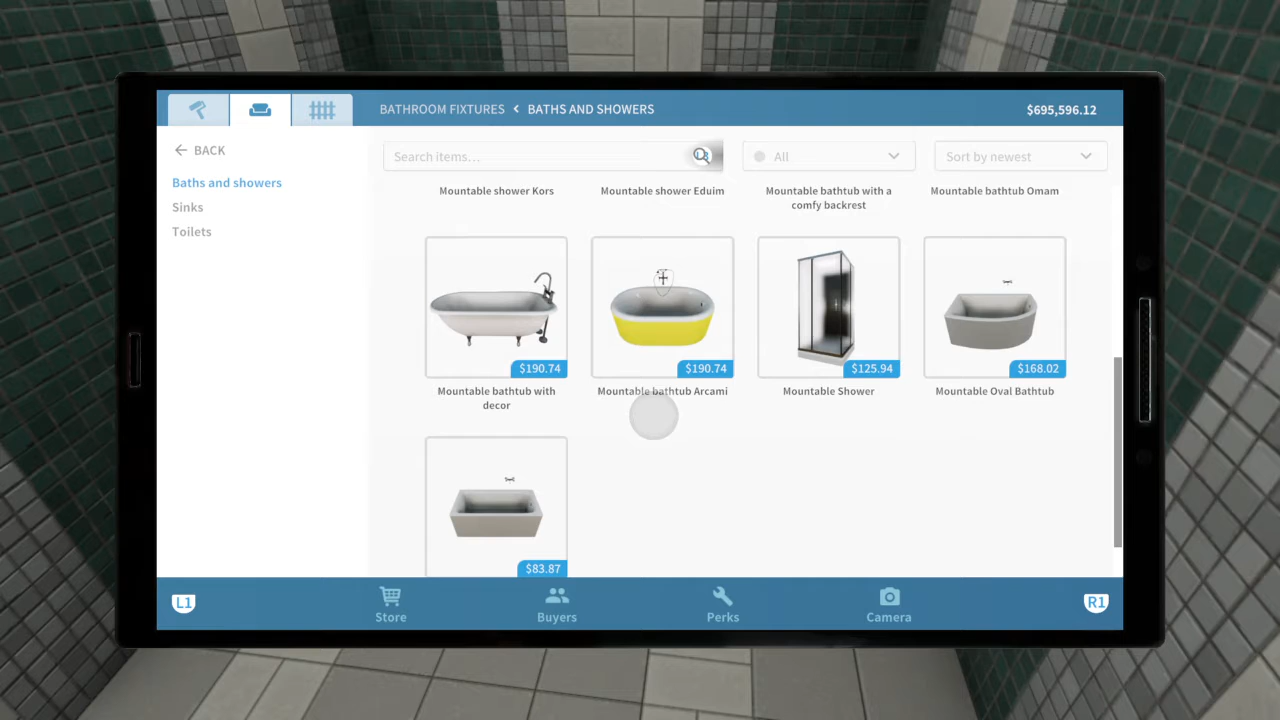 BATHROOM FIXTURES < BATHS AND SHOWERS
$695,596.12
BACK
Search items...
All
Sort by newest
Baths and showers
Sinks
Toilets
Mountable shower Kors
Mountable shower Eduim
Mountable bathtub with a
comfy backrest
Mountable bathtub Omam
$190.74
$190.74
$125.94
$168.02
Mountable bathtub with
decor
Mountable bathtub Arcami
Mountable Shower
Mountable Oval Bathtub
$83.87
L1
Store
Buyers
Perks
Camera
R1